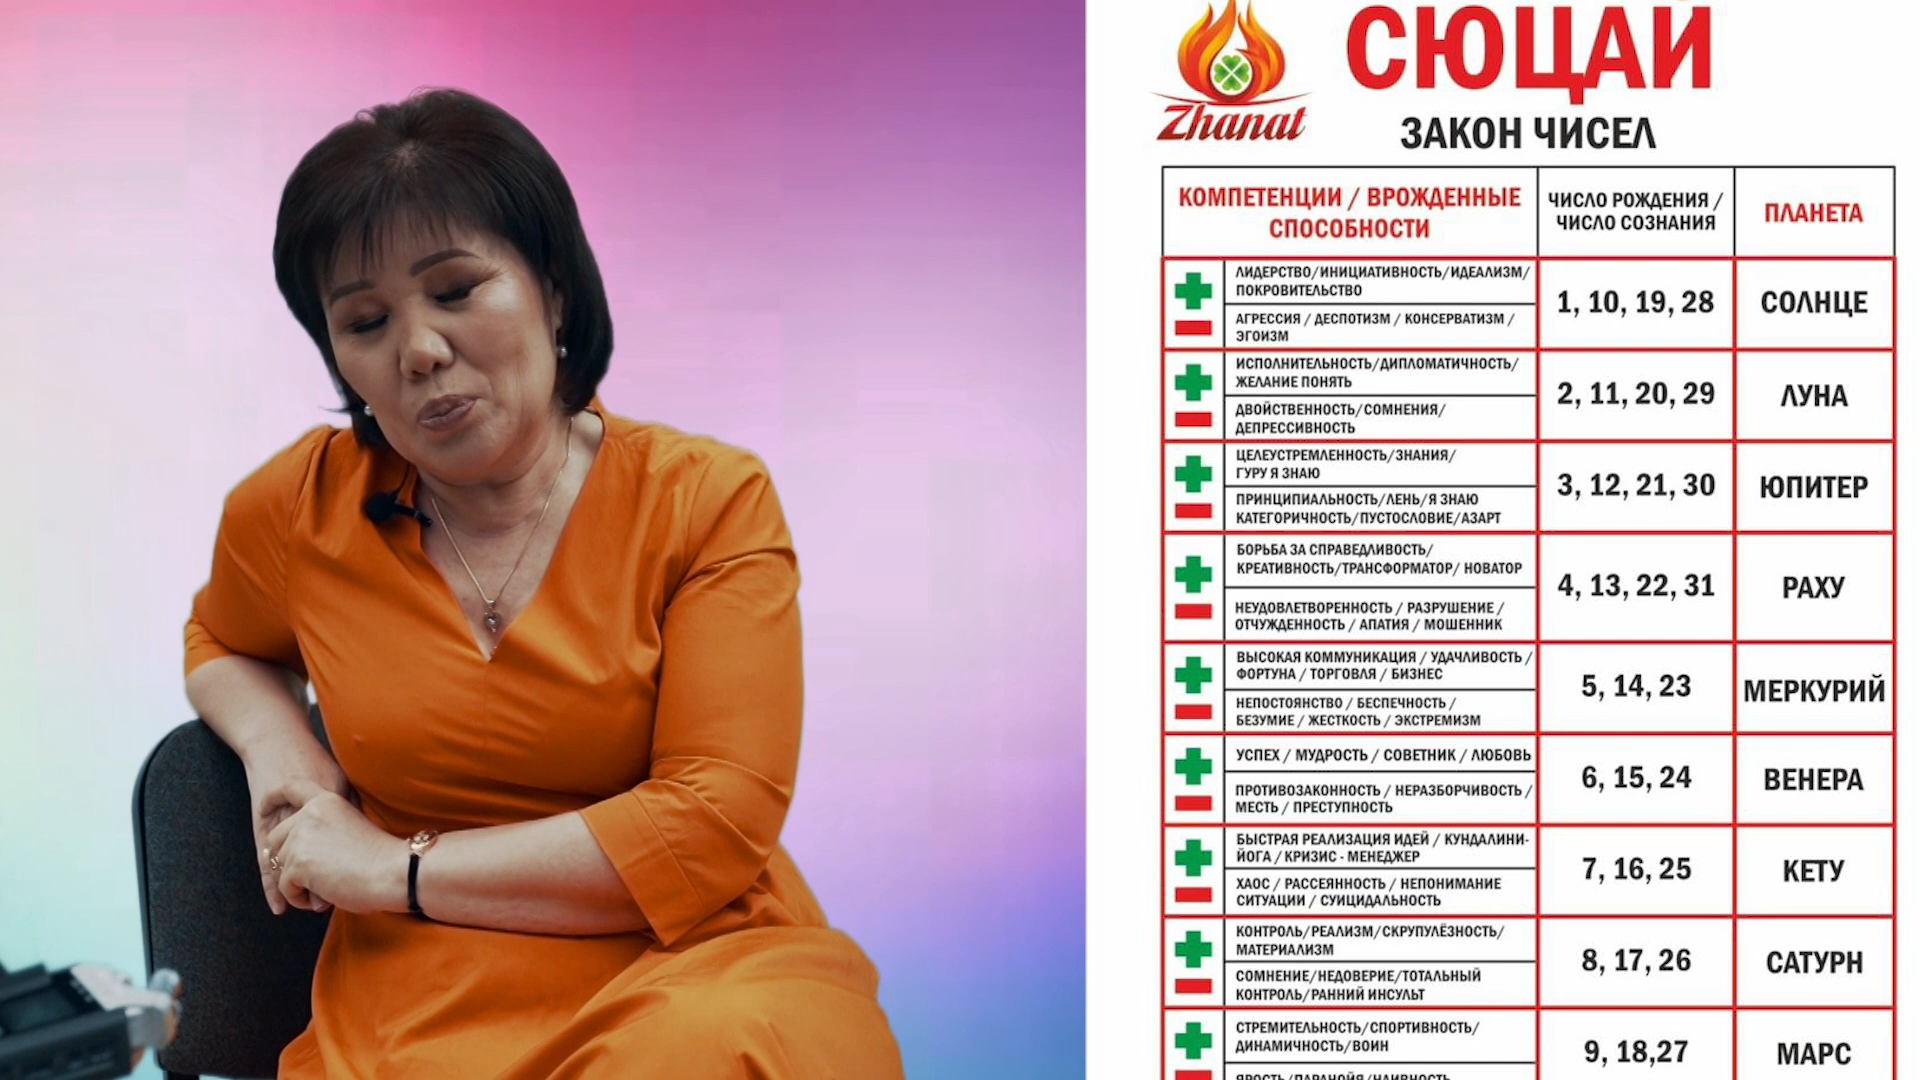 Zhanat
СЮЦАЙ
ЗАКОН ЧИСЕЛ
КОМПЕТЕНЦИИ / ВРОЖДЕННЫЕ
СПОСОБНОСТИ
ЧИСЛО РОЖДЕНИЯ /
ЧИСЛО СОЗНАНИЯ
ПЛАНЕТА
ЛИДЕРСТВО/ИНИЦИАТИВНОСТЬ/ИДЕАЛИЗМ/
ПОКРОВИТЕЛЬСТВО
АГРЕССИЯ / ДЕСПОТИЗМ / КОНСЕРВАТИЗМ /
ЭГОИЗМ
1, 10, 19, 28
СОЛНЦЕ
ИСПОЛНИТЕЛЬНОСТЬ/ДИПЛОМАТИЧНОСТЬ/
ЖЕЛАНИЕ ПОНЯТЬ
ДВОЙСТВЕННОСТЬ/СОМНЕНИЯ/
ДЕПРЕССИВНОСТЬ
2, 11, 20, 29
ЛУНА
ЦЕЛЕУСТРЕМЛЕННОСТЬ/ЗНАНИЯ/
ГУРУ Я ЗНАЮ
ПРИНЦИПИАЛЬНОСТЬ/ЛЕНЬ/Я ЗНАЮ
КАТЕГОРИЧНОСТЬ/ПУСТОСЛОВИЕ/АЗАРТ
3, 12, 21, 30
ЮПИТЕР
БОРЬБА ЗА СПРАВЕДЛИВОСТЬ/
КРЕАТИВНОСТЬ/ТРАНСФОРМАТОР/ НОВАТОР
НЕУДОВЛЕТВОРЕННОСТЬ / РАЗРУШЕНИЕ /
ОТЧУЖДЕННОСТЬ / АПАТИЯ / МОШЕННИК
4, 13, 22, 31
РАХУ
ВЫСОКАЯ КОММУНИКАЦИЯ / УДАЧЛИВОСТЬ /
ФОРТУНА / ТОРГОВЛЯ / БИЗНЕС
НЕПОСТОЯНСТВО / БЕСПЕЧНОСТЬ /
БЕЗУМИЕ / ЖЕСТКОСТЬ / ЭКСТРЕМИЗМ
5, 14, 23
МЕРКУРИЙ
УСПЕХ / МУДРОСТЬ / СОВЕТНИК / ЛЮБОВЬ
ПРОТИВОЗАКОННОСТЬ / НЕРАЗБОРЧИВОСТЬ /
МЕСТЬ / ПРЕСТУПНОСТЬ
6, 15, 24
ВЕНЕРА
БЫСТРАЯ РЕАЛИЗАЦИЯ ИДЕЙ / КУНДАЛИНИ-
ЙОГА / КРИЗИС - МЕНЕДЖЕР
ХАОС / РАССЕЯННОСТЬ / НЕПОНИМАНИЕ
СИТУАЦИИ / СУИЦИДАЛЬНОСТЬ
7, 16, 25
КЕТУ
КОНТРОЛЬ/РЕАЛИЗМ/СКРУПУЛЁЗНОСТЬ/
МАТЕРИАЛИЗМ
СОМНЕНИЕ/НЕДОВЕРИЕ/ТОТАЛЬНЫЙ
КОНТРОЛЬ/РАННИЙ ИНСУЛЬТ
8, 17, 26
САТУРН
СТРЕМИТЕЛЬНОСТЬ/СПОРТИВНОСТЬ/
ДИНАМИЧНОСТЬ/ВОИН
ЯРОСТЬ/ПАРАНОЙЯ/НАИВНОСТЬ
9, 18,27
МАРС